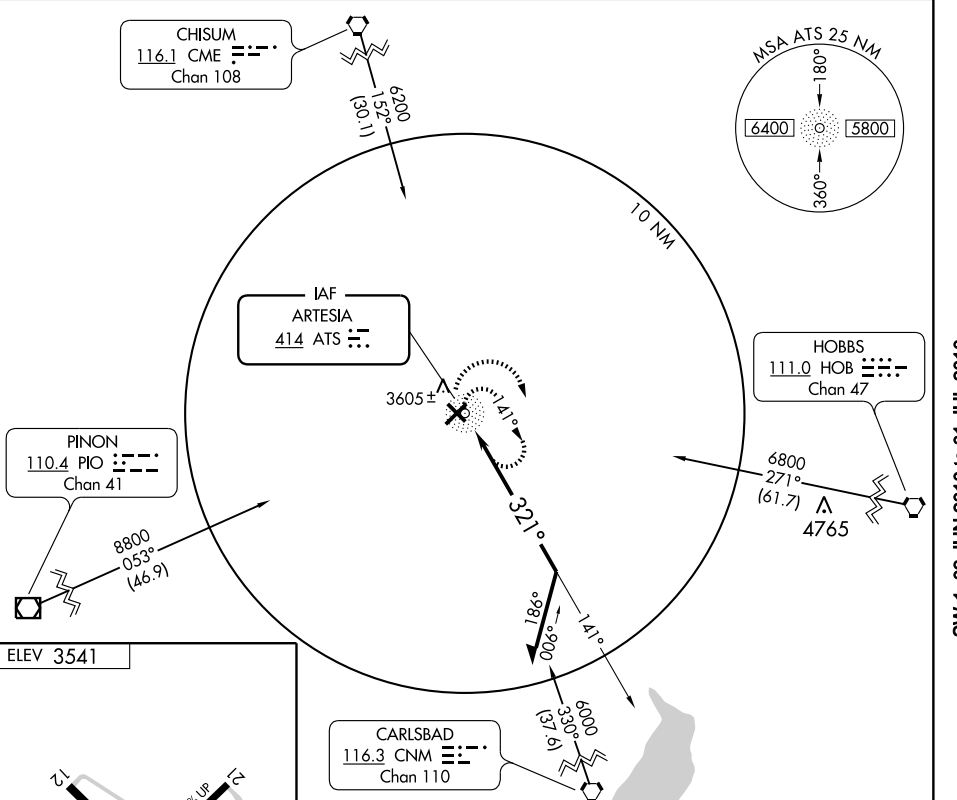 CHISUM
116.1 CME
Chan 108
6200
152°
(30.1)
MSA ATS 25 NM
180°
6400
5800
360°
10 NM
IAF
ARTESIA
414 ATS
3605±
141°
HOBBS
111.0 HOB
Chan 47
6800
271°
(61.7)
4765
PINON
110.4 PIO
Chan 41
8800
053°
(46.9)
321°
186°
006°
141°
6000
330°
(37.6)
CARLSBAD
116.3 CNM
Chan 110
ELEV 3541
12
21
% UP